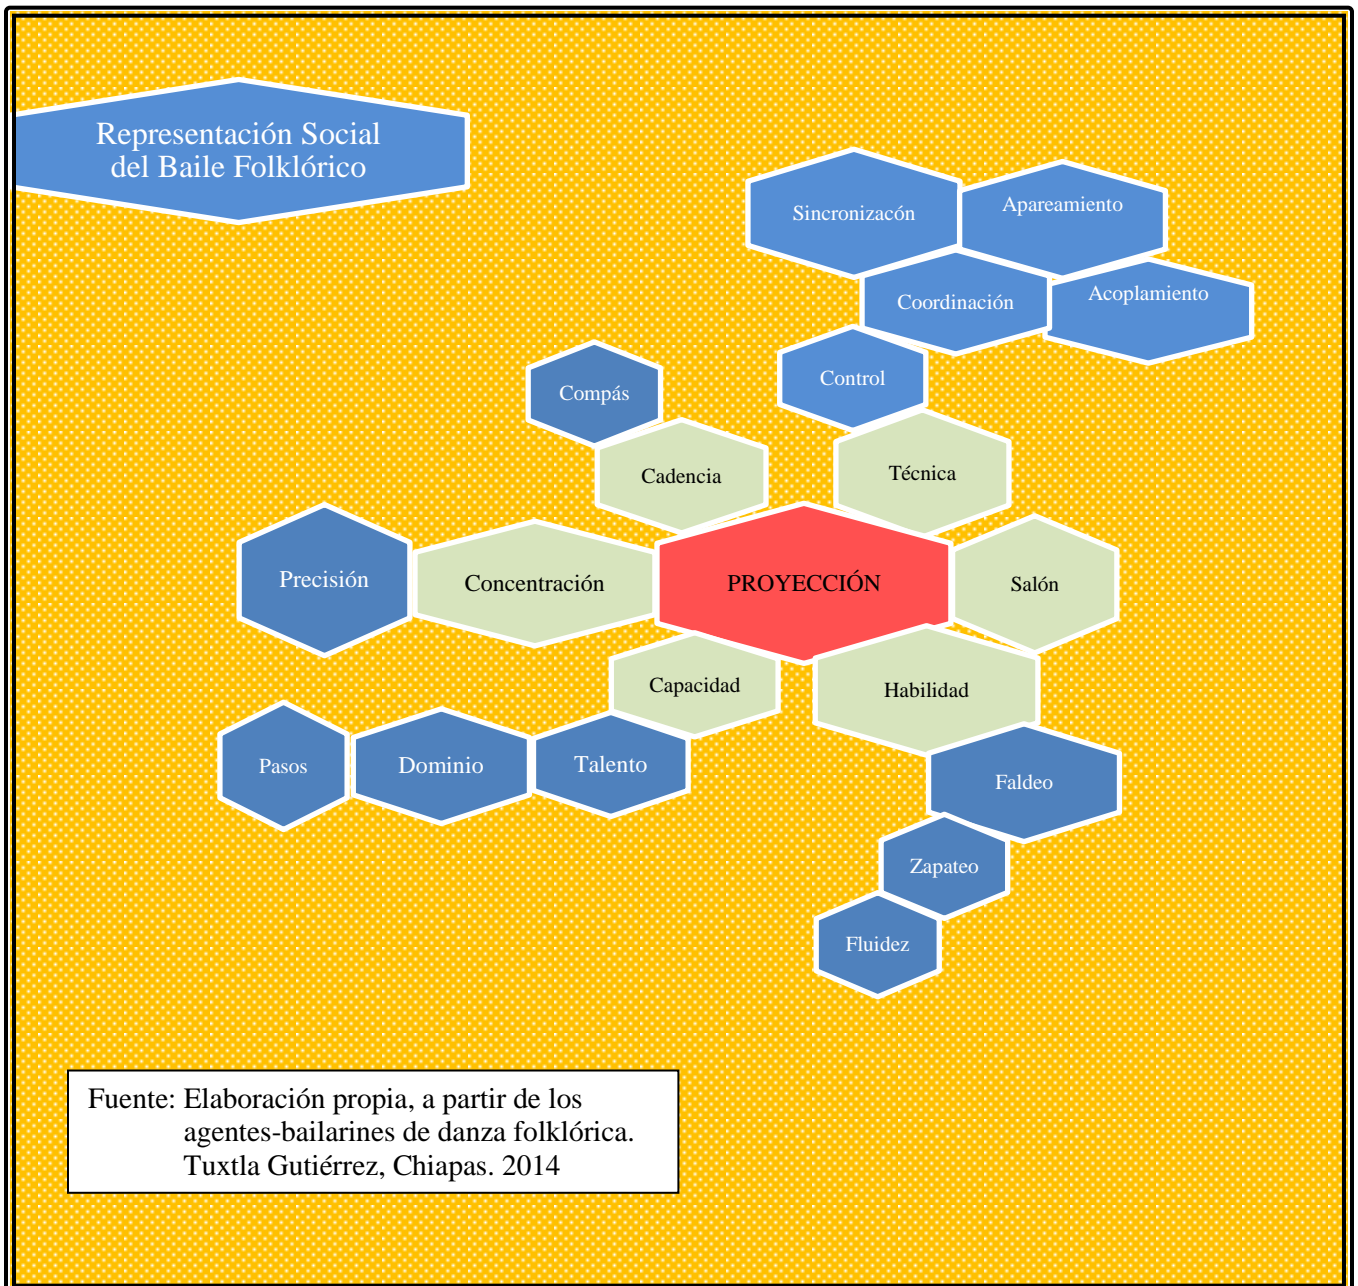 Representación Social
del Baile Folklórico
Sincronizacón
Apareamiento
Coordinación
Acoplamiento
Control
Compás
Cadencia
Técnica
Precisión
Concentración
PROYECCIÓN
Salón
Capacidad
Habilidad
Pasos
Dominio
Talento
Faldeo
Zapateo
Fluidez
Fuente: Elaboración propia, a partir de los
agentes-bailarines de danza folklórica.
Tuxtla Gutiérrez, Chiapas. 2014